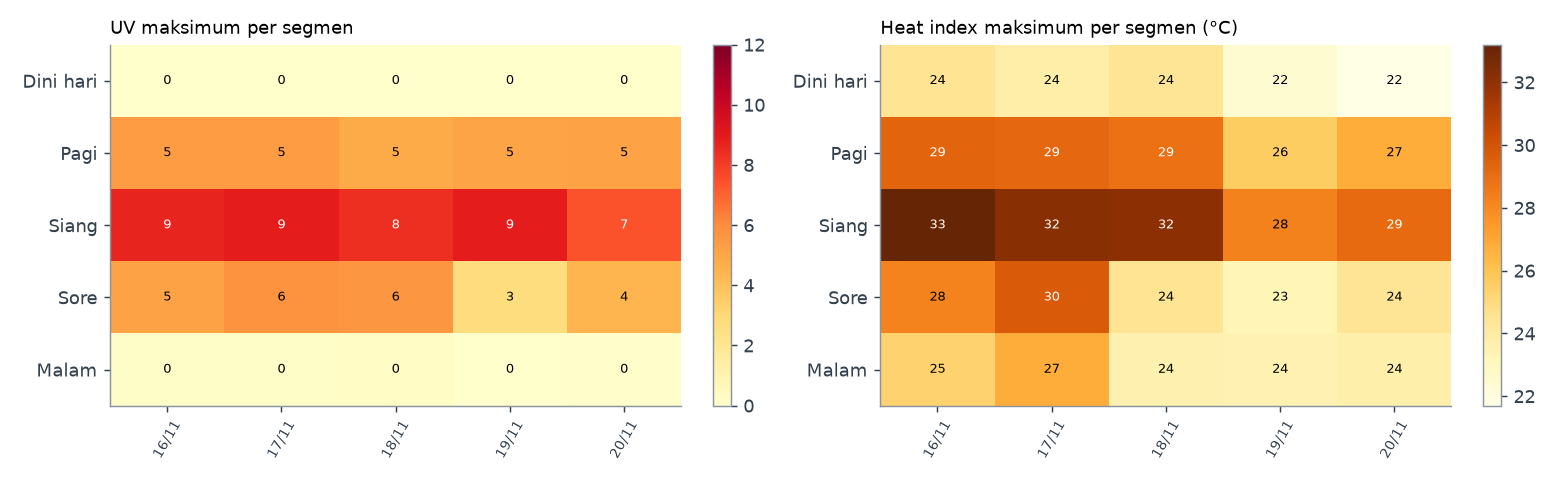 UV maksimum per segmen
Dini hari 0 0 0 0 0
Pagi 5 5 5 5 5
Siang 9 9 8 9 7
Sore 5 6 6 3 4
Malam 0 0 0 0 0
16/11 17/11 18/11 19/11 20/11
12
10
8
6
4
2
0
Heat index maksimum per segmen (°C)
Dini hari 24 24 24 22 22
Pagi 29 29 29 26 27
Siang 33 32 32 28 29
Sore 28 30 24 23 24
Malam 25 27 24 24 24
16/11 17/11 18/11 19/11 20/11
32
30
28
26
24
22